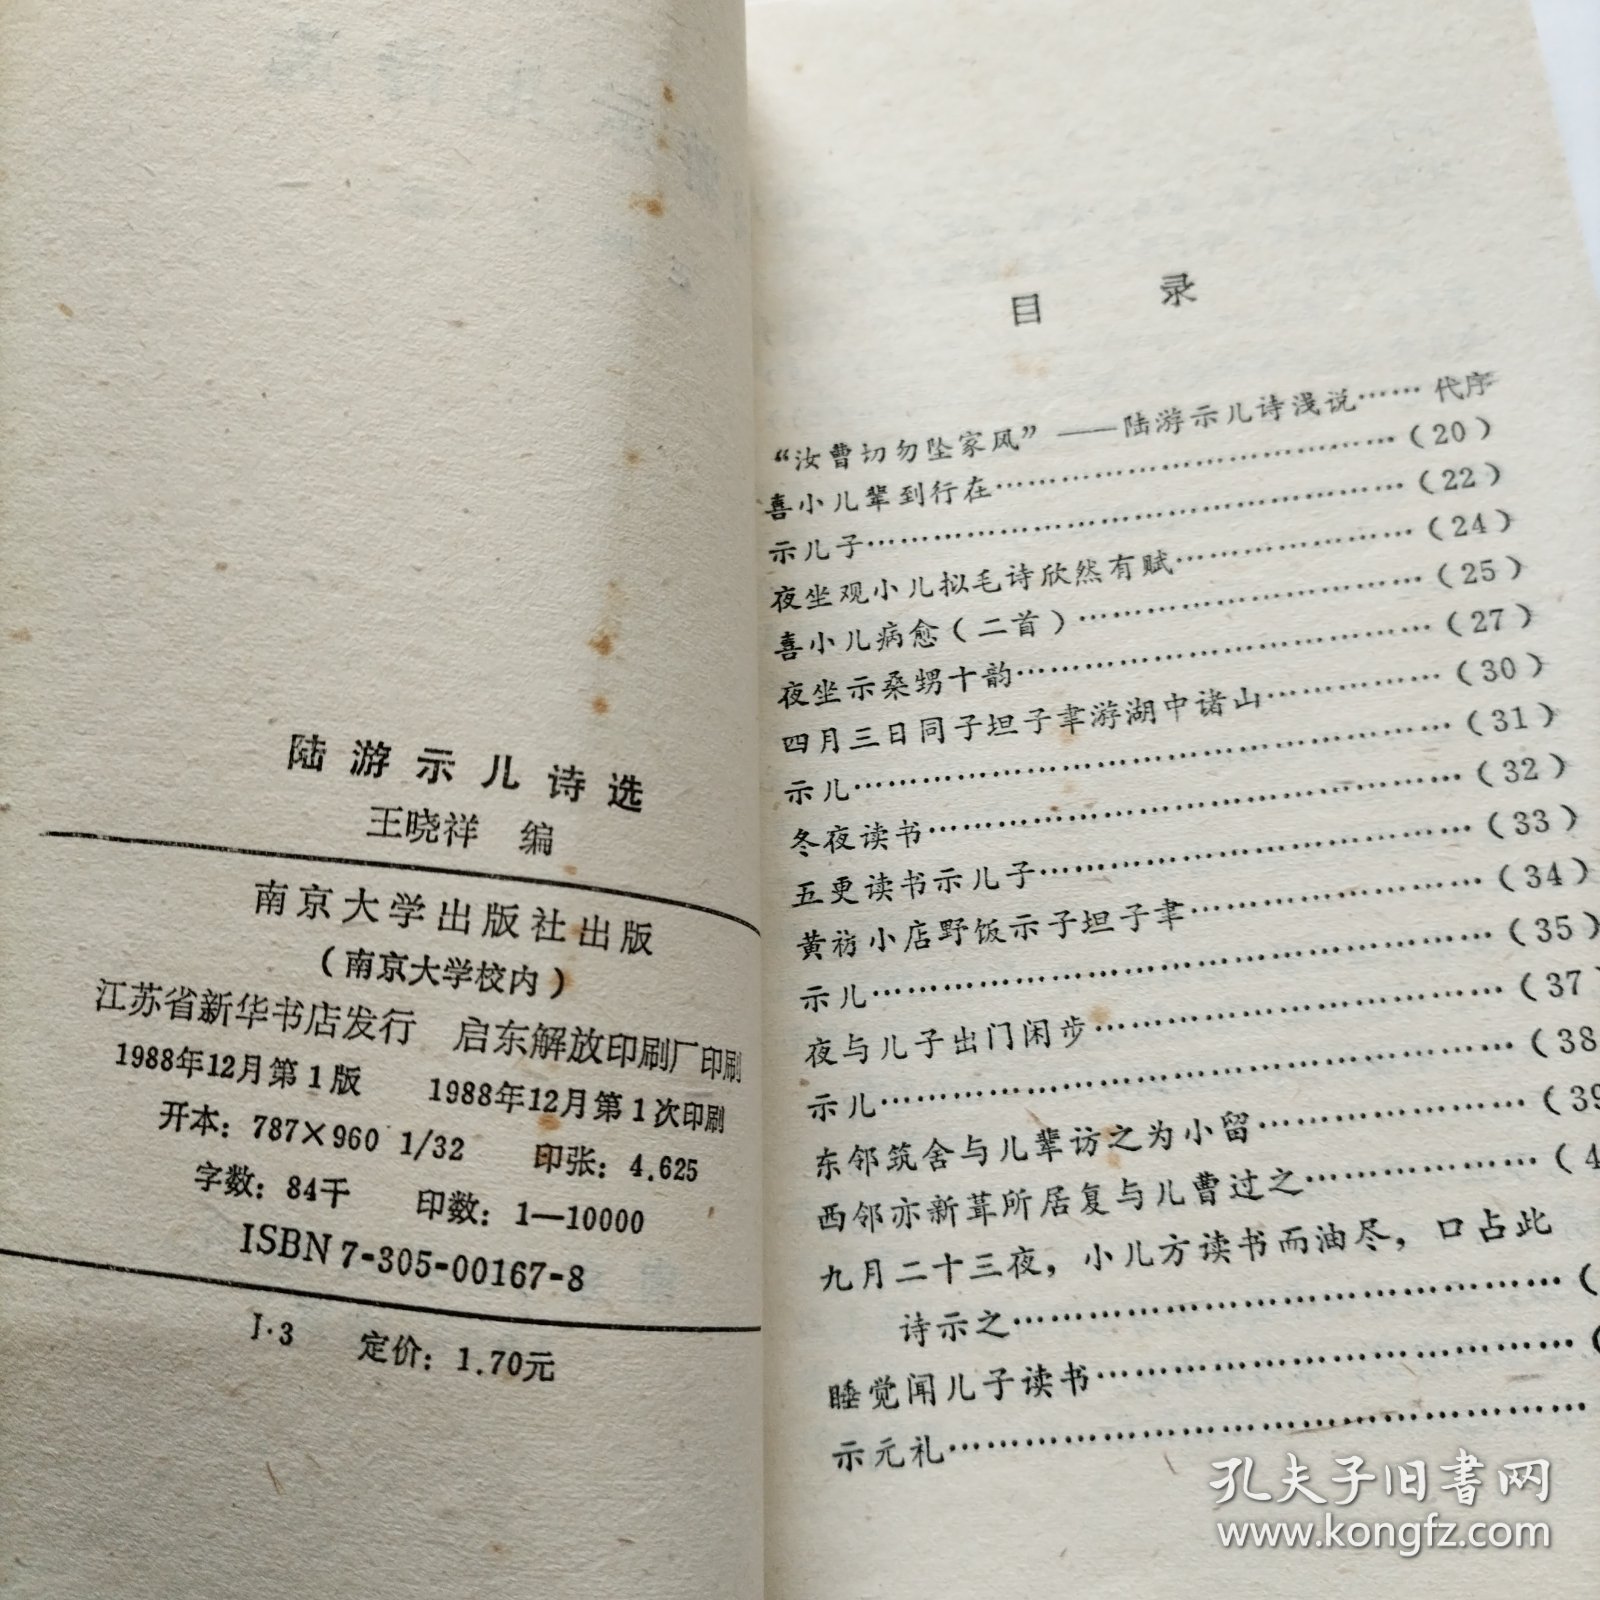 陆游示儿诗选
王晓祥 编
南京大学出版社出版
（南京大学校内）
江苏省新华书店发行 启东解放印刷厂印刷
1988年12月第1版 1988年12月第1次印刷
开本：787×960 1/32 印张：4.625
字数：84千 印数：1—10000
ISBN 7-305-00167-8
I·3 定价：1.70元
目 录
“汝曹切勿坠家风”——陆游示儿诗浅说…… 代序
喜小儿辈到行在……（20）
示儿子……（22）
夜坐观小儿拟毛诗欣然有赋……（24）
喜小儿病愈（二首）……（25）
夜坐示桑甥十韵……（27）
四月三日同子坦子聿游湖中诸山……（30）
示儿……（31）
冬夜读书……（32）
五更读书示儿子……（33）
黄祊小店野饭示子坦子聿……（34）
示儿……（35）
夜与儿子出门闲步……（37）
示儿……（38
东邻筑舍与儿辈访之为小留……（39
西邻亦新葺所居复与儿曹过之……（4
九月二十三夜，小儿方读书而油尽，口占此
诗示之……（
睡觉闻儿子读书……（
示元礼……
孔夫子旧书网
www.kongfz.com